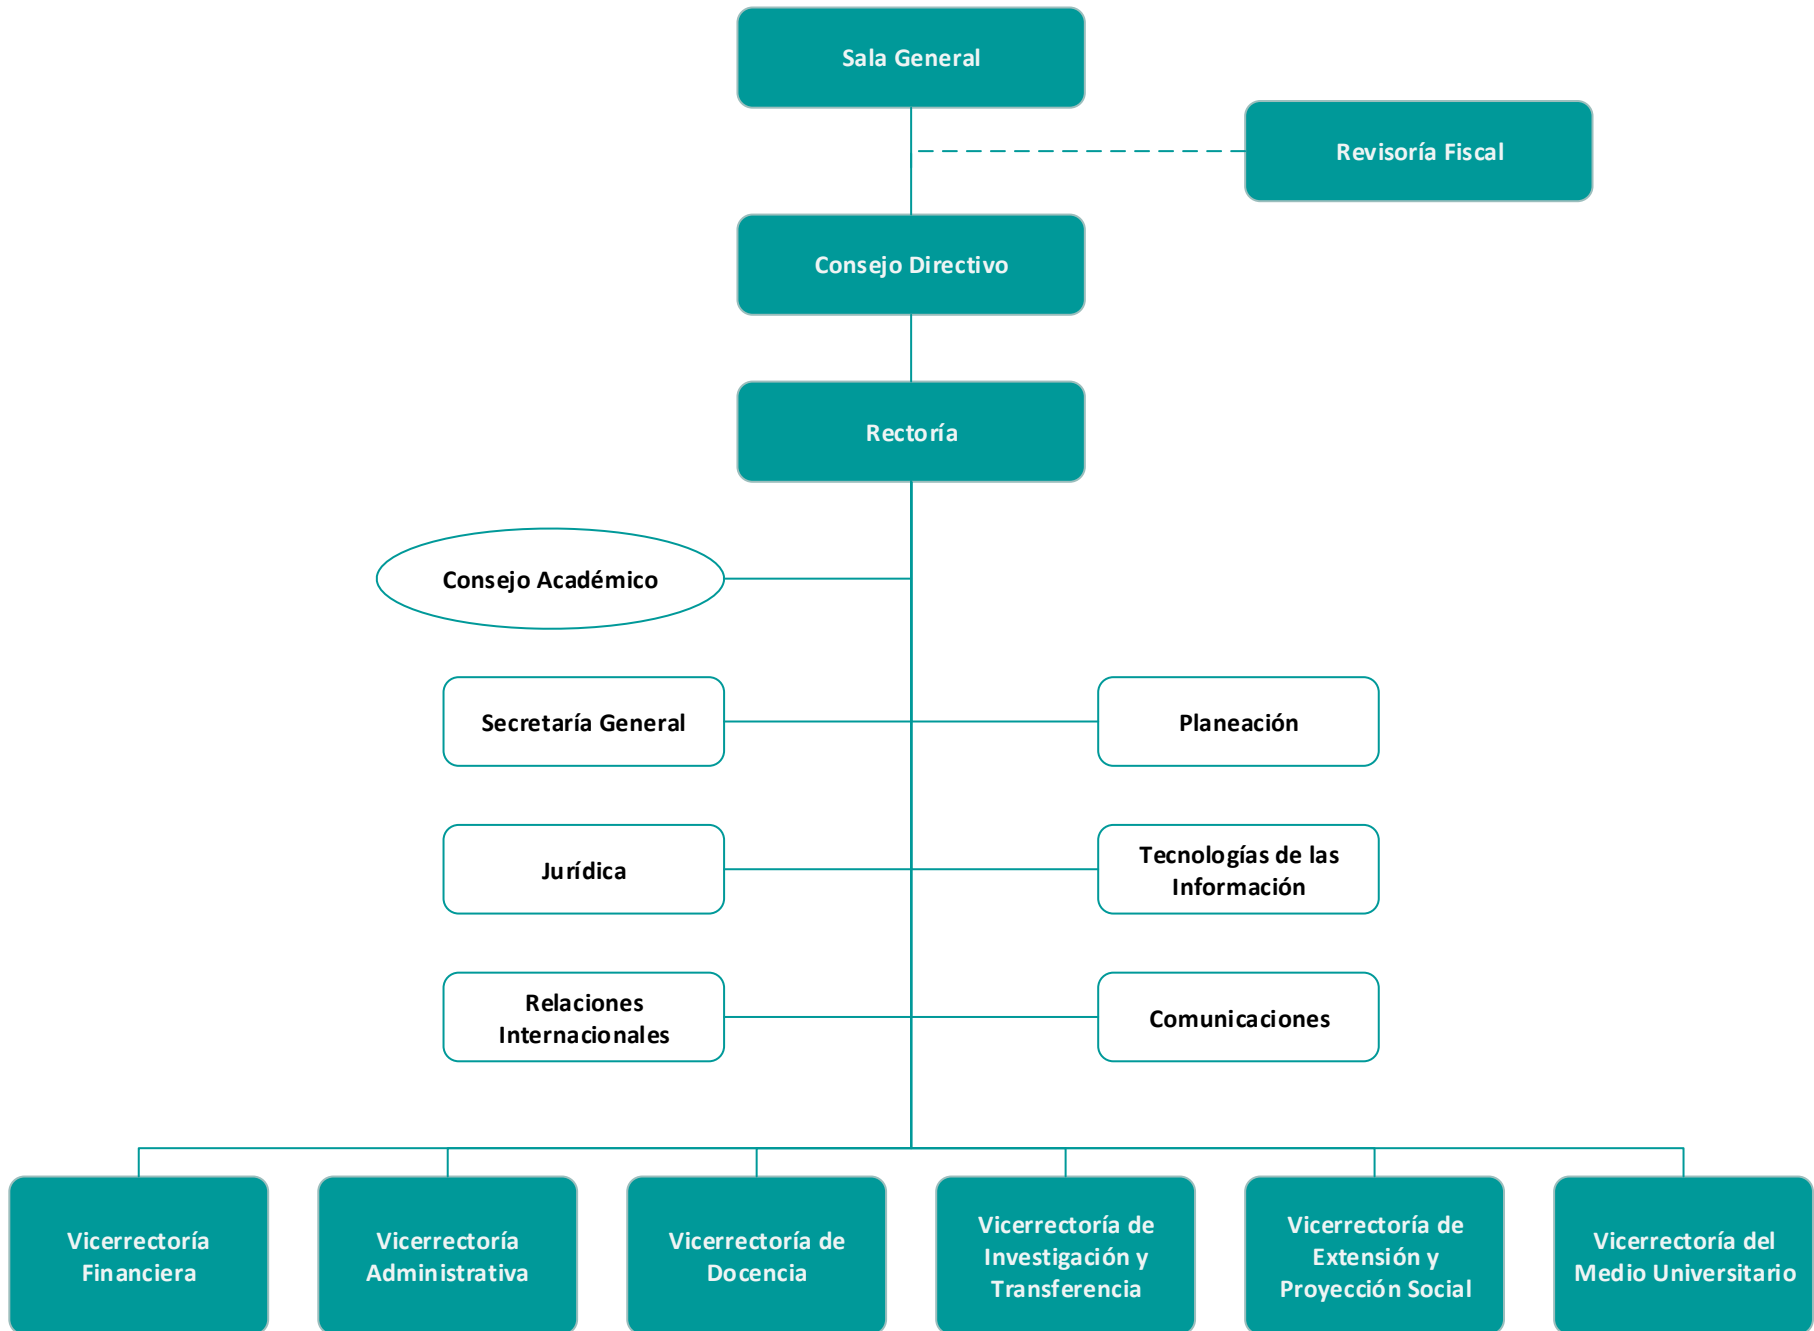 Sala General
Revisoría Fiscal
Consejo Directivo
Rectoría
Consejo Académico
Secretaría General
Planeación
Jurídica
Tecnologías de las
Información
Relaciones
Internacionales
Comunicaciones
Vicerrectoría
Financiera
Vicerrectoría
Administrativa
Vicerrectoría de
Docencia
Vicerrectoría de
Investigación y
Transferencia
Vicerrectoría de
Extensión y
Proyección Social
Vicerrectoría del
Medio Universitario